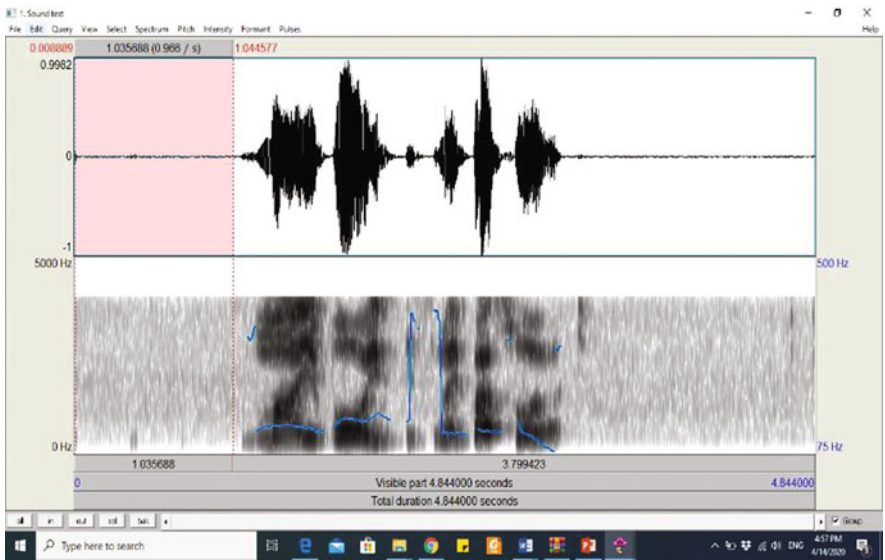 1. Sound test
File Edit Query View Select Spectrum Pitch Intensity Formant Pulses Help
0.008889 1.035688 (0.966 / s) 1.044577
0.9982
0
-1
5000 Hz 500 Hz
0 Hz 75 Hz
1.035688 3.799423
0 Visible part 4.844000 seconds 4.844000
Total duration 4.844000 seconds
all in out sel bak Group
Type here to search ENG 4:57 PM
4/14/2020